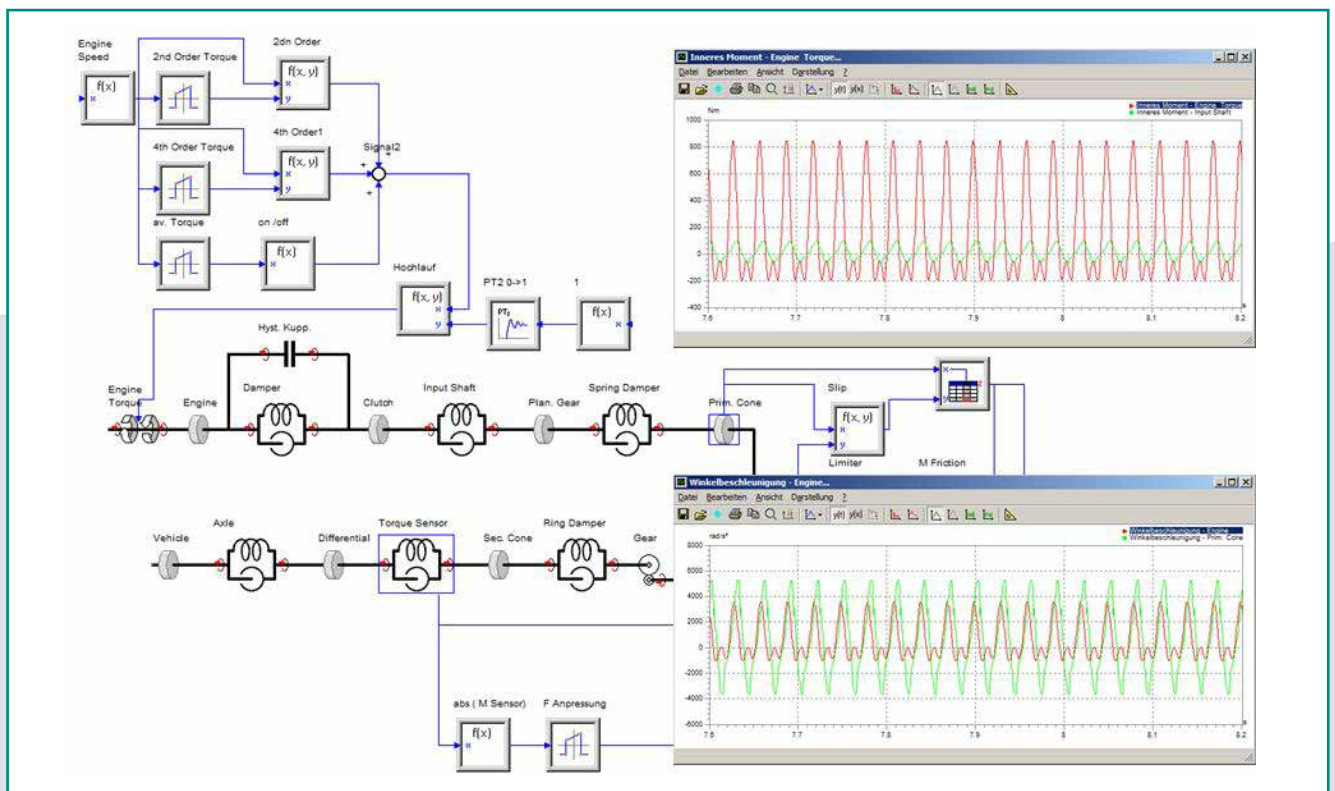 Engine
Speed
f(x)
x
2nd Order Torque
2dn Order
f(x, y)
x
y
4th Order Torque
4th Order1
f(x, y)
x
y
Signal2
+
+
+
av. Torque
on /off
f(x)
x
Hochlauf
f(x, y)
x
y
PT2 0->1
PT₂
1
f(x)
x
Hyst. Kupp.
Engine
Torque
Engine
Damper
Clutch
Input Shaft
Plan. Gear
Spring Damper
Prim. Cone
Slip
f(x, y)
x
y
Limiter
x
y
z
M Friction
Vehicle
Axle
Differential
Torque Sensor
Sec. Cone
Ring Damper
Gear
abs ( M Sensor)
f(x)
x
F Anpressung
Inneres Moment - Engine Torque...
Datei Bearbeiten Ansicht Darstellung ?
y(t) y(x)
Nm
Inneres Moment - Engine Torque
Inneres Moment - Input Shaft
1000
800
600
400
200
0
-200
-400
7.6 7.7 7.8 7.9 8 8.1 8.2
s
Winkelbeschleunigung - Engine...
Datei Bearbeiten Ansicht Darstellung ?
y(t) y(x)
rad/s²
Winkelbeschleunigung - Engine
Winkelbeschleunigung - Prim. Cone
8000
6000
4000
2000
0
-2000
-4000
-6000
7.6 7.7 7.8 7.9 8 8.1 8.2
s